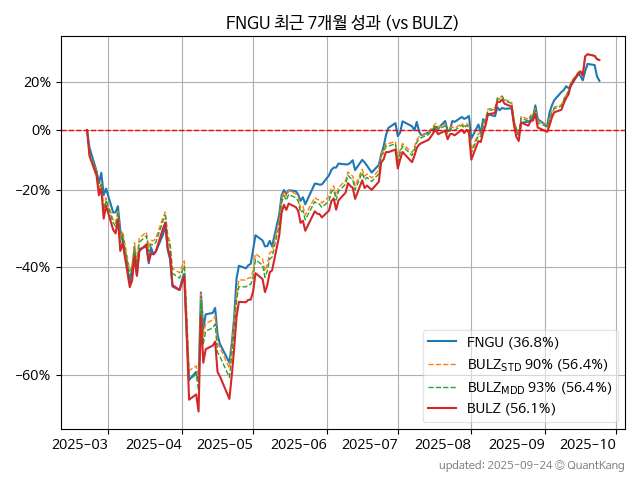 FNGU 최근 7개월 성과 (vs BULZ)
20%
0%
−20%
−40%
−60%
FNGU (36.8%)
BULZSTD 90% (56.4%)
BULZMDD 93% (56.4%)
BULZ (56.1%)
2025-03 2025-04 2025-05 2025-06 2025-07 2025-08 2025-09 2025-10
updated: 2025-09-24 © QuantKang